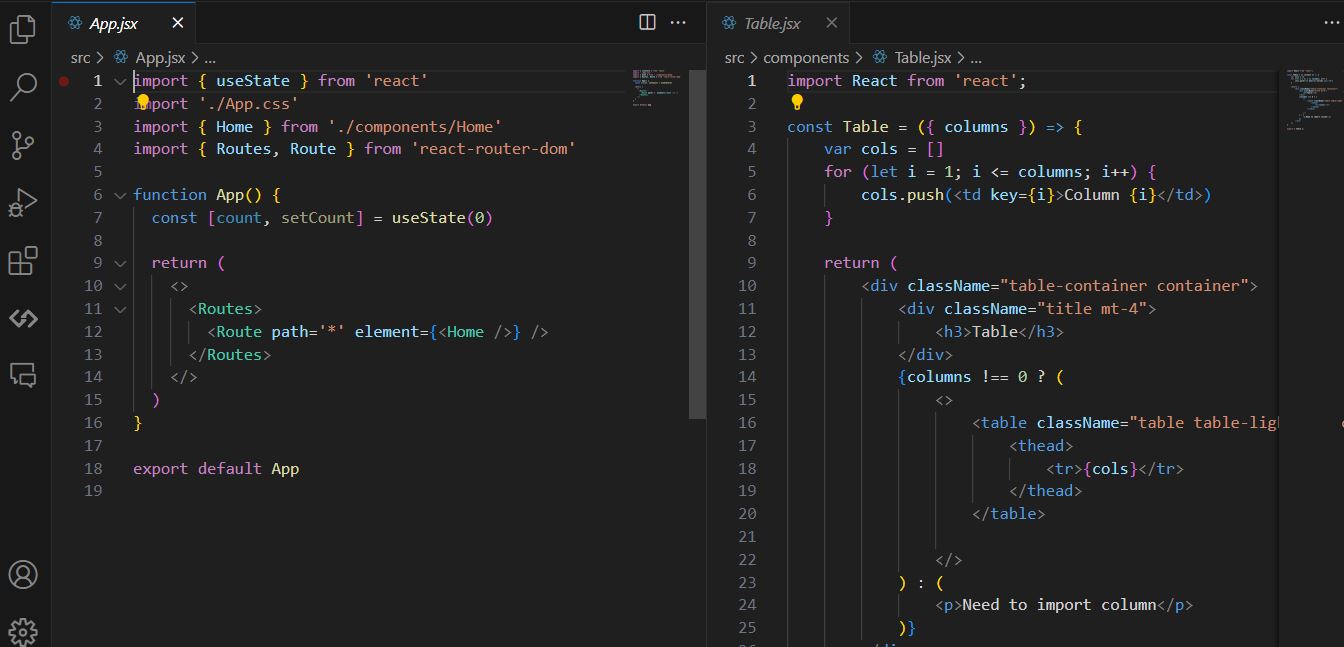 App.jsx
src > App.jsx > ...
1 import { useState } from 'react'
2 import './App.css'
3 import { Home } from './components/Home'
4 import { Routes, Route } from 'react-router-dom'
5
6 function App() {
7 const [count, setCount] = useState(0)
8
9 return (
10 <>
11 <Routes>
12 <Route path='*' element={<Home />} />
13 </Routes>
14 </>
15 )
16 }
17
18 export default App
19
Table.jsx
src > components > Table.jsx > ...
1 import React from 'react';
2
3 const Table = ({ columns }) => {
4 var cols = []
5 for (let i = 1; i <= columns; i++) {
6 cols.push(<td key={i}>Column {i}</td>)
7 }
8
9 return (
10 <div className="table-container container">
11 <div className="title mt-4">
12 <h3>Table</h3>
13 </div>
14 {columns !== 0 ? (
15 <>
16 <table className="table table-lig
17 <thead>
18 <tr>{cols}</tr>
19 </thead>
20 </table>
21
22 </>
23 ) : (
24 <p>Need to import column</p>
25 )}